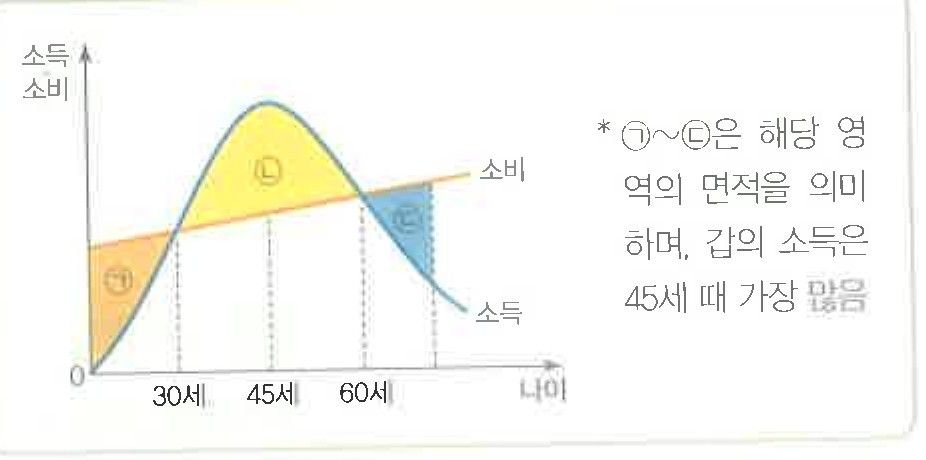 소득
소비
㉠
㉡
㉢
소비
소득
0
30세
45세
60세
나이
* ㉠~㉢은 해당 영
역의 면적을 의미
하며, 갑의 소득은
45세 때 가장 많음